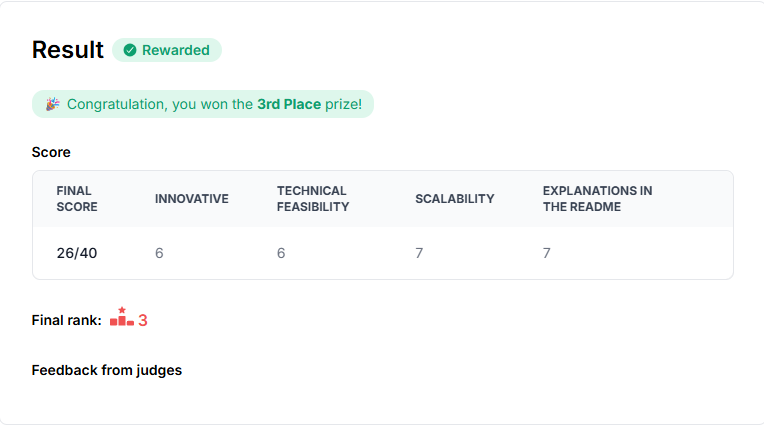 Result Rewarded
Congratulation, you won the 3rd Place prize!
Score
FINAL SCORE INNOVATIVE TECHNICAL FEASIBILITY SCALABILITY EXPLANATIONS IN THE README
26/40 6 6 7 7
Final rank: 3
Feedback from judges